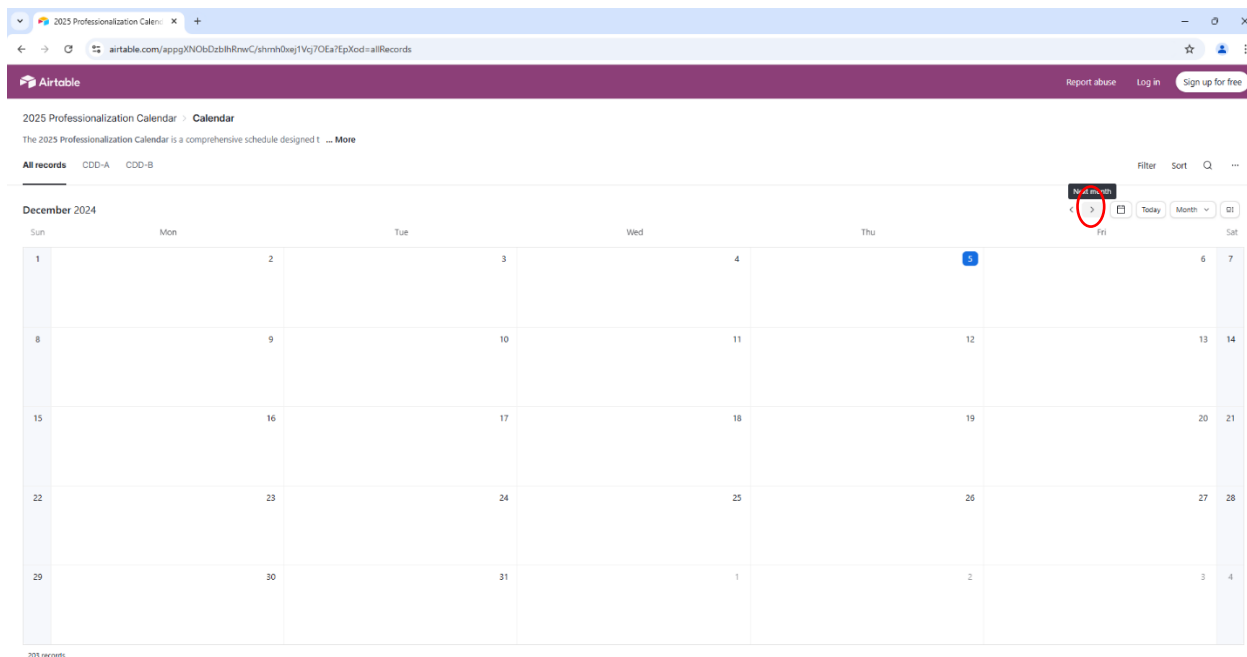 2025 Professionalization Calenc × +
airtable.com/appgXNObDzblhRnwC/shrnh0xej1Vcj7OEa?EpXod=allRecords
Airtable Report abuse Log in Sign up for free
2025 Professionalization Calendar > Calendar
The 2025 Professionalization Calendar is a comprehensive schedule designed t ... More
All records CDD-A CDD-B Filter Sort
Next month
December 2024 Today Month
Sun Mon Tue Wed Thu Fri Sat
1 2 3 4 5 6 7
8 9 10 11 12 13 14
15 16 17 18 19 20 21
22 23 24 25 26 27 28
29 30 31 1 2 3 4
203 records